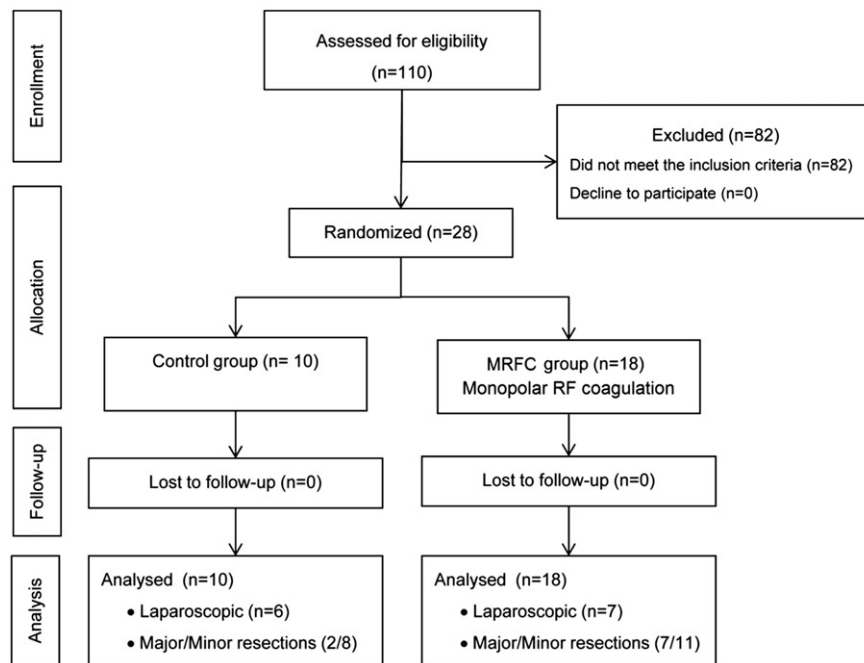 Enrollment
Assessed for eligibility
(n=110)
Excluded (n=82)
Did not meet the inclusion criteria (n=82)
Decline to participate (n=0)
Allocation
Randomized (n=28)
Control group (n= 10)
MRFC group (n=18)
Monopolar RF coagulation
Follow-up
Lost to follow-up (n=0)
Lost to follow-up (n=0)
Analysis
Analysed (n=10)
• Laparoscopic (n=6)
• Major/Minor resections (2/8)
Analysed (n=18)
• Laparoscopic (n=7)
• Major/Minor resections (7/11)